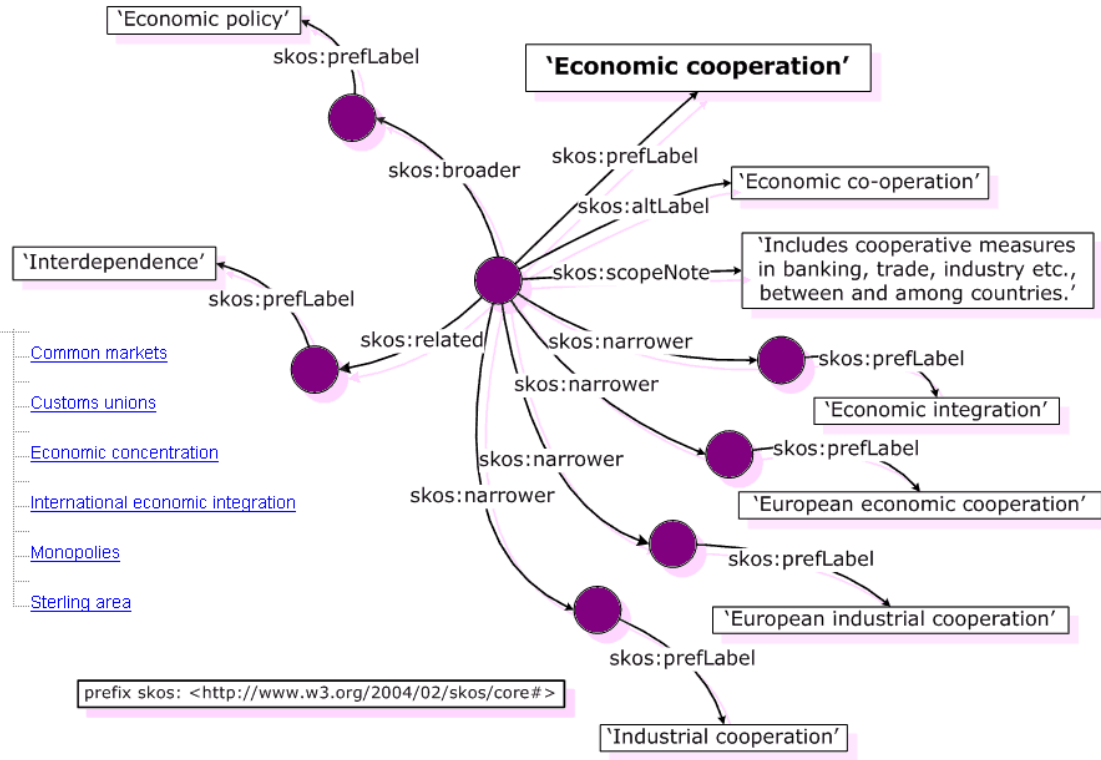 ‘Economic policy’
skos:prefLabel
‘Economic cooperation’
skos:prefLabel
skos:broader
‘Economic co-operation’
skos:altLabel
‘Interdependence’
skos:prefLabel
skos:scopeNote
‘Includes cooperative measures
in banking, trade, industry etc.,
between and among countries.’
skos:related
skos:narrower
skos:prefLabel
‘Economic integration’
skos:narrower
skos:prefLabel
‘European economic cooperation’
skos:narrower
skos:prefLabel
‘European industrial cooperation’
skos:narrower
skos:prefLabel
‘Industrial cooperation’
Common markets
Customs unions
Economic concentration
International economic integration
Monopolies
Sterling area
prefix skos: <http://www.w3.org/2004/02/skos/core#>